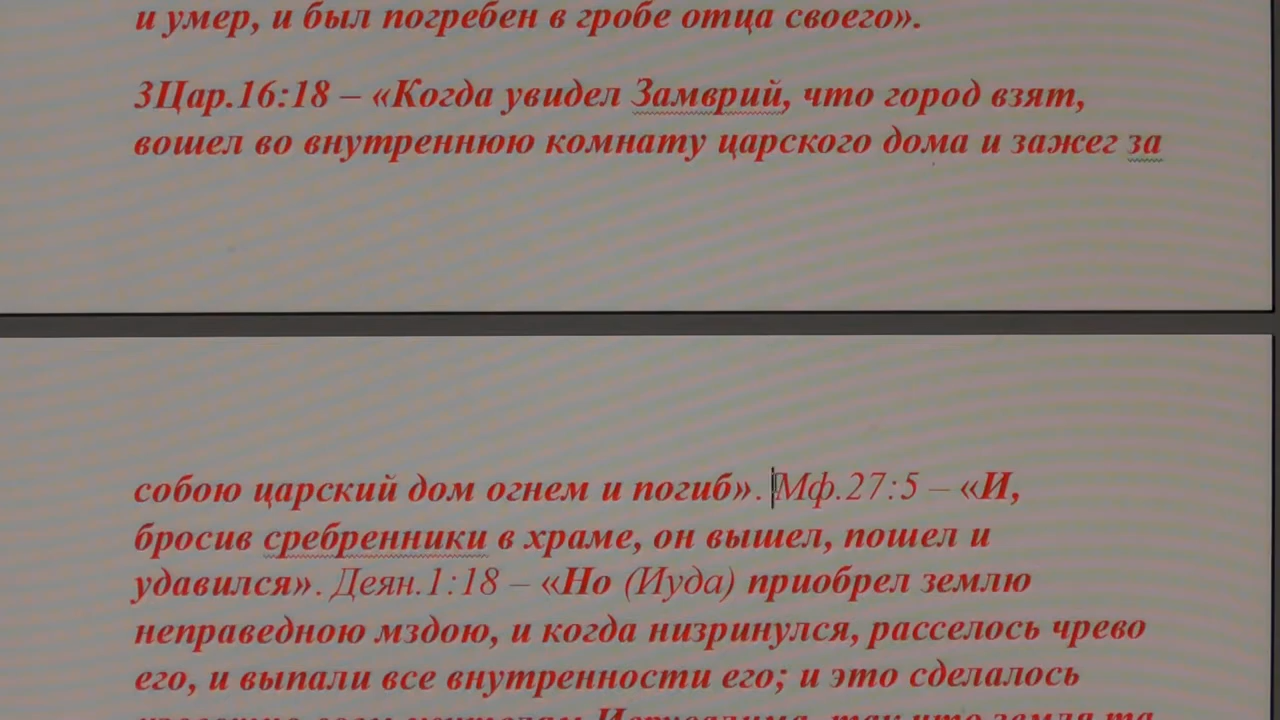 и умер, и был погребен в гробе отца своего».
3Цар.16:18 – «Когда увидел Замврий, что город взят,
вошел во внутреннюю комнату царского дома и зажег за
собою царский дом огнем и погиб». Мф.27:5 – «И,
бросив сребренники в храме, он вышел, пошел и
удавился». Деян.1:18 – «Но (Иуда) приобрел землю
неправедною мздою, и когда низринулся, расселось чрево
его, и выпали все внутренности его; и это сделалось